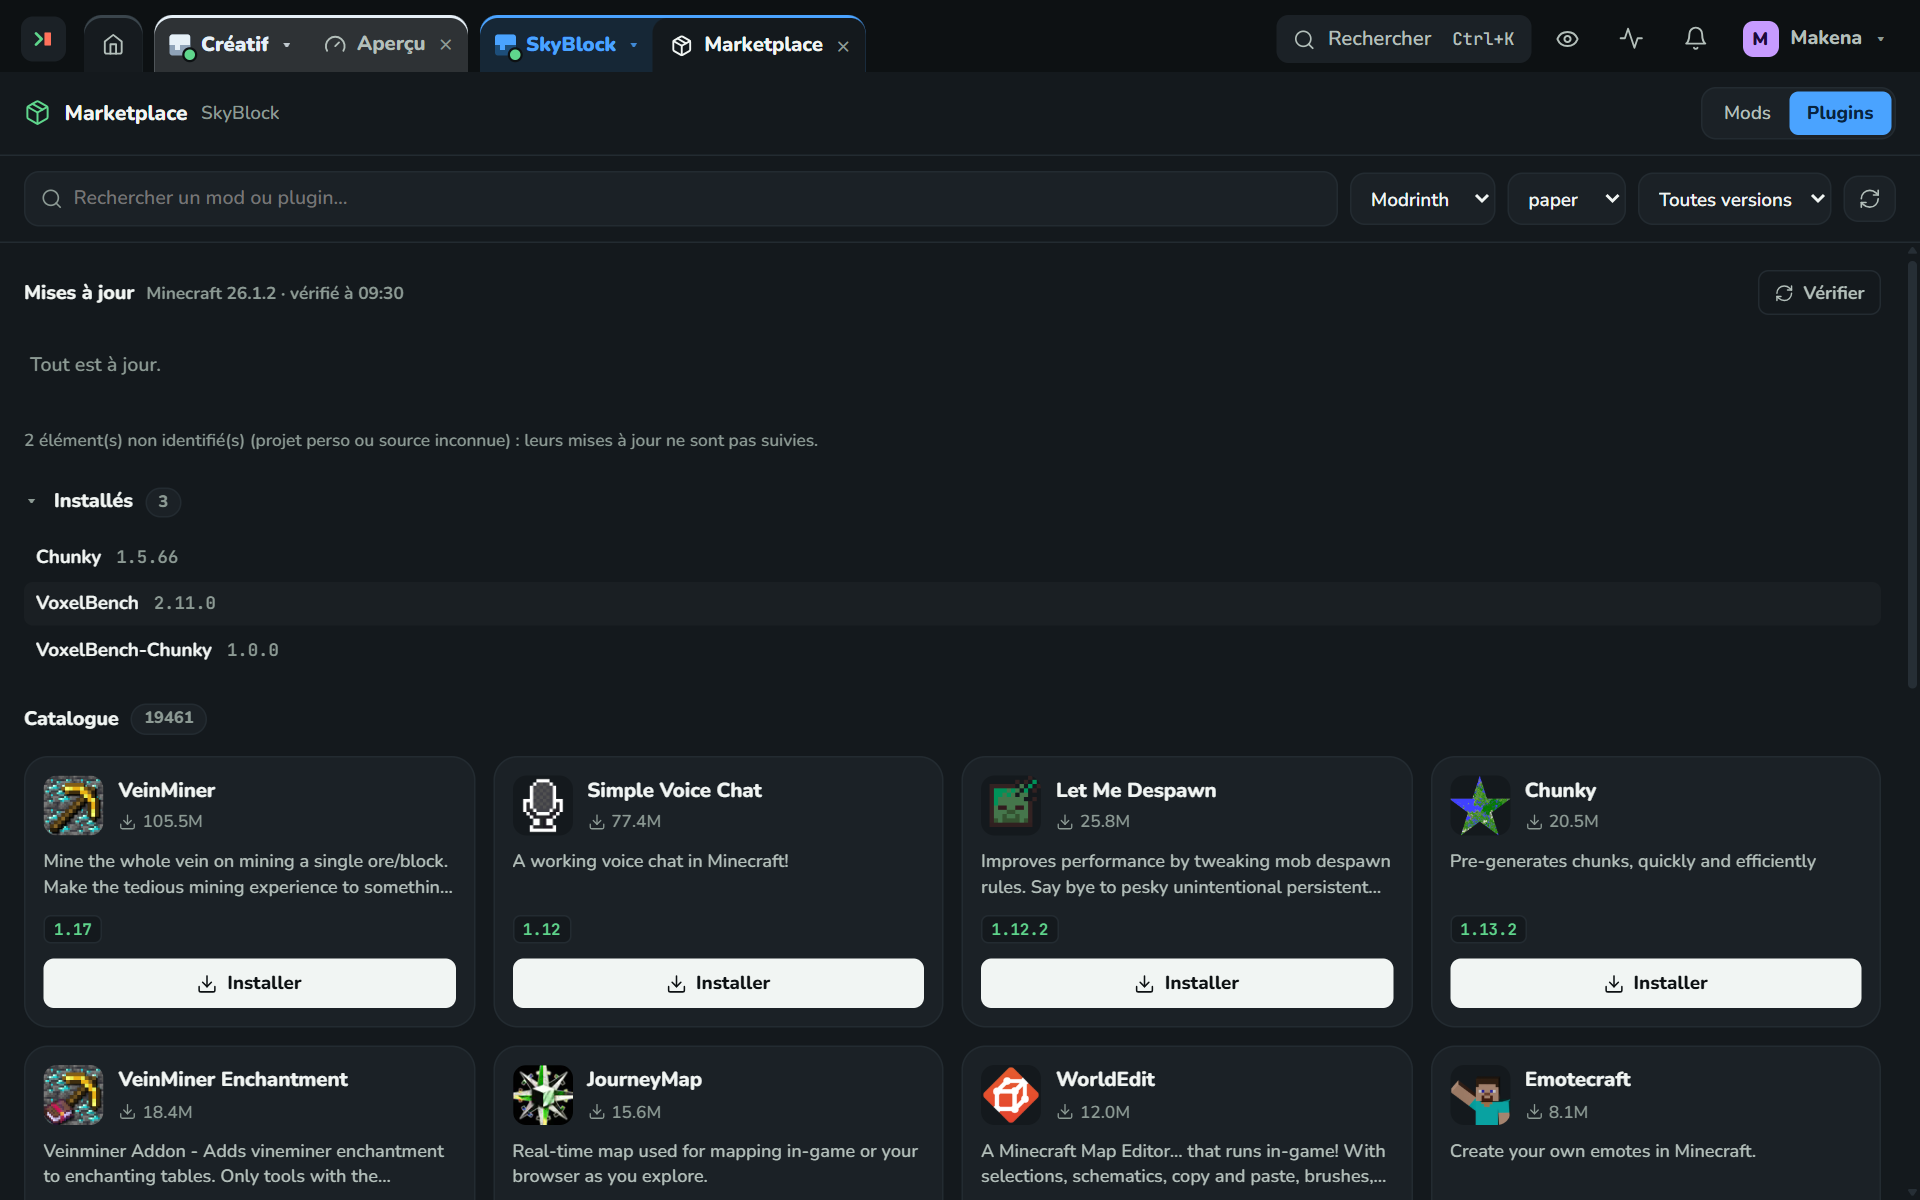 Créatif
Aperçu
SkyBlock
Marketplace
Rechercher Ctrl+K
M
Makena
Marketplace SkyBlock
Mods
Plugins
Rechercher un mod ou plugin...
Modrinth
paper
Toutes versions
Mises à jour Minecraft 26.1.2 · vérifié à 09:30
Vérifier
Tout est à jour.
2 élément(s) non identifié(s) (projet perso ou source inconnue) : leurs mises à jour ne sont pas suivies.
Installés 3
Chunky 1.5.66
VoxelBench 2.11.0
VoxelBench-Chunky 1.0.0
Catalogue 19461
VeinMiner
105.5M
Mine the whole vein on mining a single ore/block.
Make the tedious mining experience to somethin...
1.17
Installer
Simple Voice Chat
77.4M
A working voice chat in Minecraft!
1.12
Installer
Let Me Despawn
25.8M
Improves performance by tweaking mob despawn
rules. Say bye to pesky unintentional persistent...
1.12.2
Installer
Chunky
20.5M
Pre-generates chunks, quickly and efficiently
1.13.2
Installer
VeinMiner Enchantment
18.4M
Veinminer Addon - Adds vineminer enchantment
to enchanting tables. Only tools with the...
JourneyMap
15.6M
Real-time map used for mapping in-game or your
browser as you explore.
WorldEdit
12.0M
A Minecraft Map Editor... that runs in-game! With
selections, schematics, copy and paste, brushes,...
Emotecraft
8.1M
Create your own emotes in Minecraft.